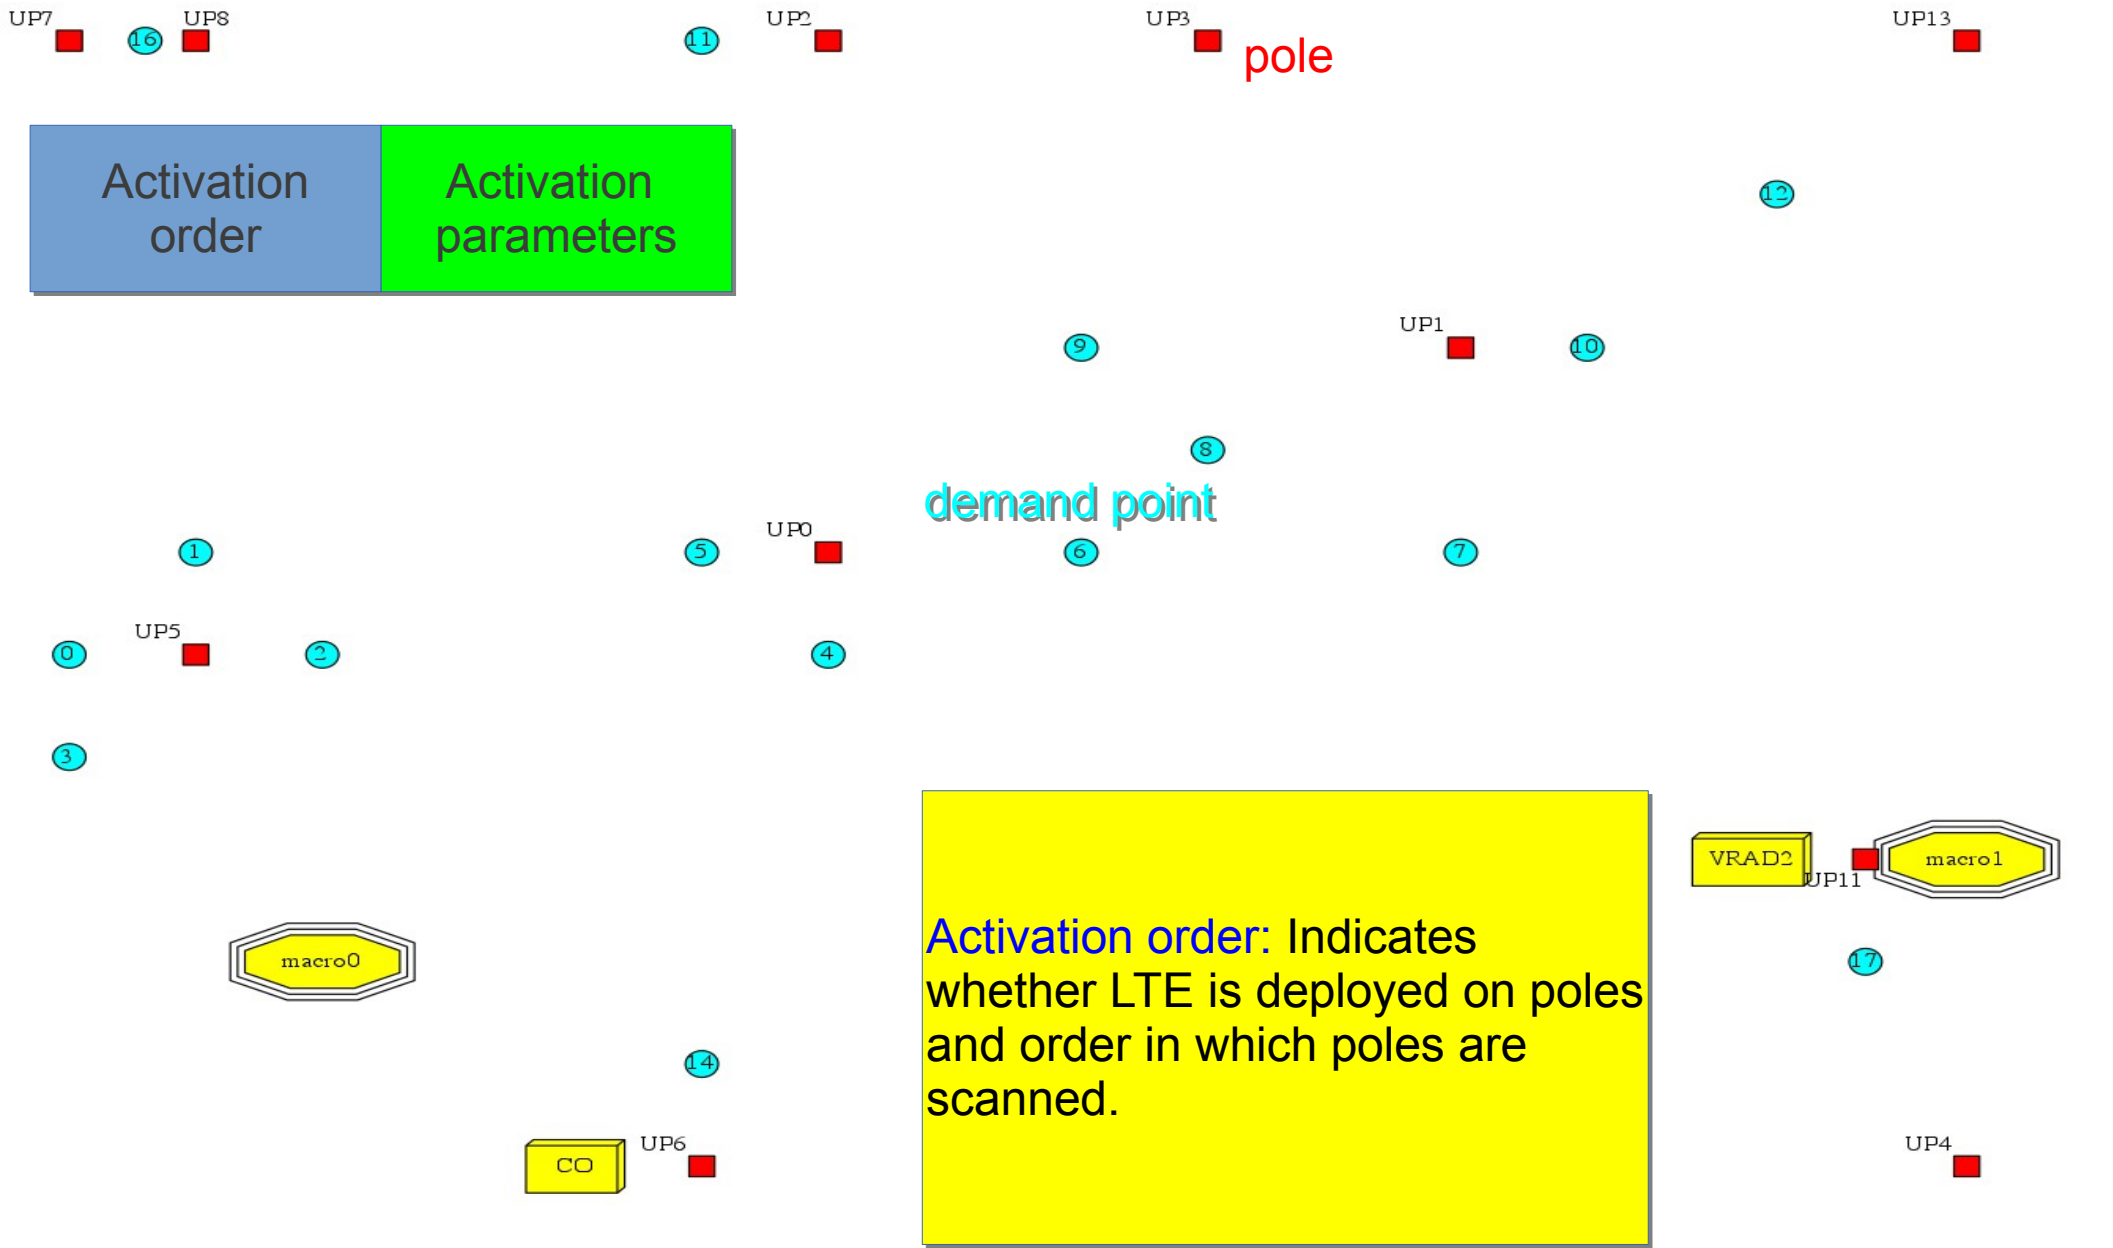 UP7
16
UP8
11
UP2
UP3
pole
UP13
Activation
order
Activation
parameters
12
9
UP1
10
8
demand point
1
5
UP0
6
7
0
UP5
2
4
3
VRAD2
UP11
macro1
macro0
Activation order: Indicates
whether LTE is deployed on poles
and order in which poles are
scanned.
17
14
CO
UP6
UP4